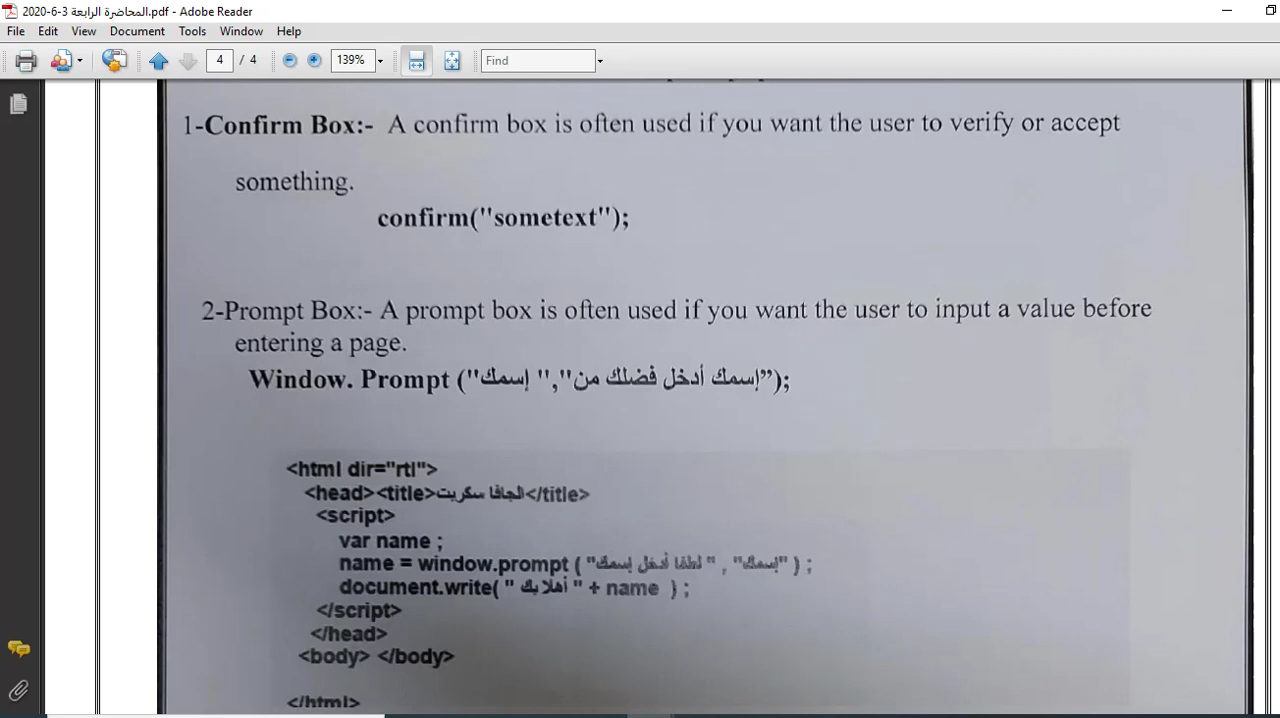 المحاضرة الرابعة 3-6-2020.pdf - Adobe Reader
File Edit View Document Tools Window Help
4 / 4 139% Find
1-Confirm Box:- A confirm box is often used if you want the user to verify or accept
something.
confirm("sometext");
2-Prompt Box:- A prompt box is often used if you want the user to input a value before
entering a page.
Window. Prompt ("إسمك ","إسمك أدخل فضلك من”);
<html dir="rtl">
<head><title>الجافا سكريت</title>
<script>
var name ;
name = window.prompt ( "لطفا أدخل إسمك " , "إسمك" ) ;
document.write( " أهلا بك " + name ) ;
</script>
</head>
<body> </body>
</html>